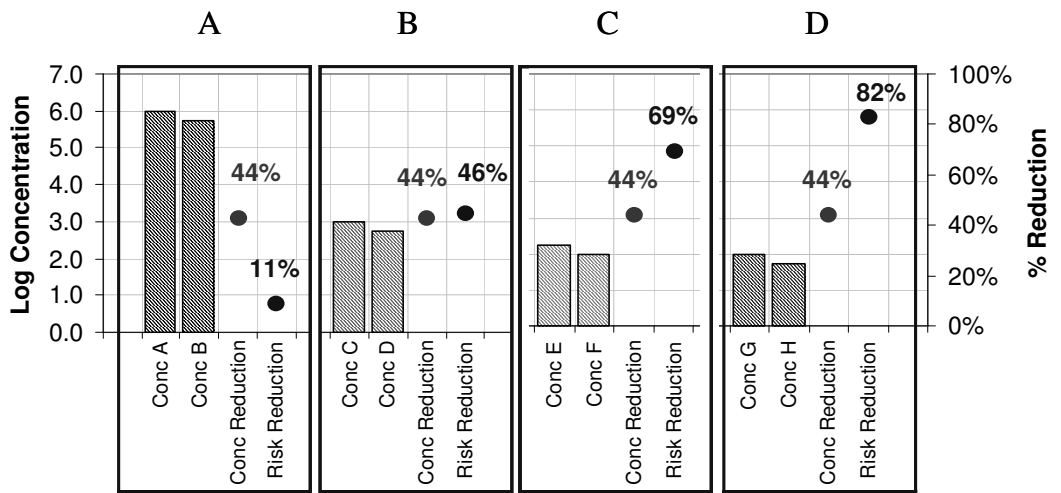 A B C D
7.0
6.0
5.0
4.0
3.0
2.0
1.0
0.0
Log Concentration
44%
11%
44%
46%
44%
69%
44%
82%
100%
80%
60%
40%
20%
0%
% Reduction
Conc A
Conc B
Conc Reduction
Risk Reduction
Conc C
Conc D
Conc Reduction
Risk Reduction
Conc E
Conc F
Conc Reduction
Risk Reduction
Conc G
Conc H
Conc Reduction
Risk Reduction